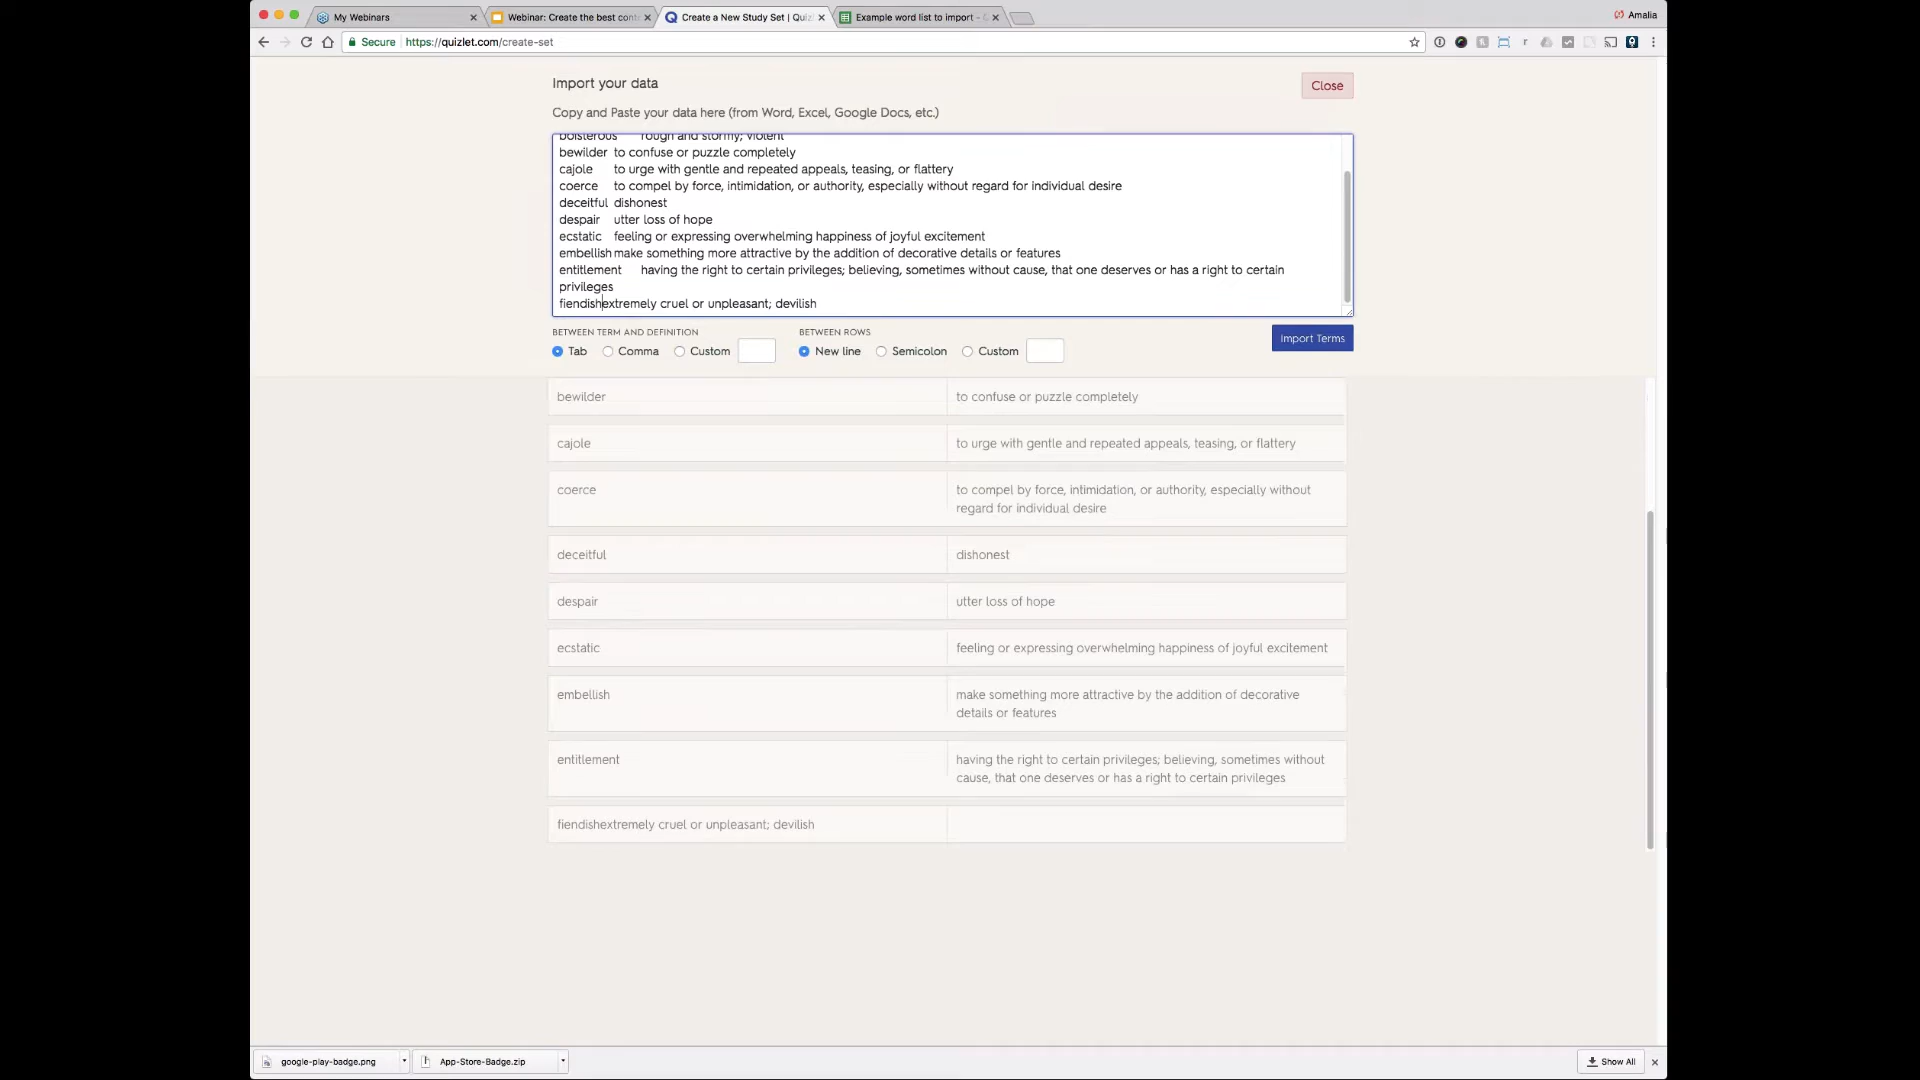 My Webinars
Webinar: Create the best cont
Create a New Study Set | Quiz
Example word list to import -
Amalia
Secure https://quizlet.com/create-set
Import your data
Close
Copy and Paste your data here (from Word, Excel, Google Docs, etc.)
boisterous rough and stormy; violent
bewilder to confuse or puzzle completely
cajole to urge with gentle and repeated appeals, teasing, or flattery
coerce to compel by force, intimidation, or authority, especially without regard for individual desire
deceitful dishonest
despair utter loss of hope
ecstatic feeling or expressing overwhelming happiness of joyful excitement
embellish make something more attractive by the addition of decorative details or features
entitlement having the right to certain privileges; believing, sometimes without cause, that one deserves or has a right to certain
privileges
fiendishextremely cruel or unpleasant; devilish
BETWEEN TERM AND DEFINITION
BETWEEN ROWS
Tab Comma Custom
New line Semicolon Custom
Import Terms
bewilder
to confuse or puzzle completely
cajole
to urge with gentle and repeated appeals, teasing, or flattery
coerce
to compel by force, intimidation, or authority, especially without
regard for individual desire
deceitful
dishonest
despair
utter loss of hope
ecstatic
feeling or expressing overwhelming happiness of joyful excitement
embellish
make something more attractive by the addition of decorative
details or features
entitlement
having the right to certain privileges; believing, sometimes without
cause, that one deserves or has a right to certain privileges
fiendishextremely cruel or unpleasant; devilish
google-play-badge.png
App-Store-Badge.zip
Show All